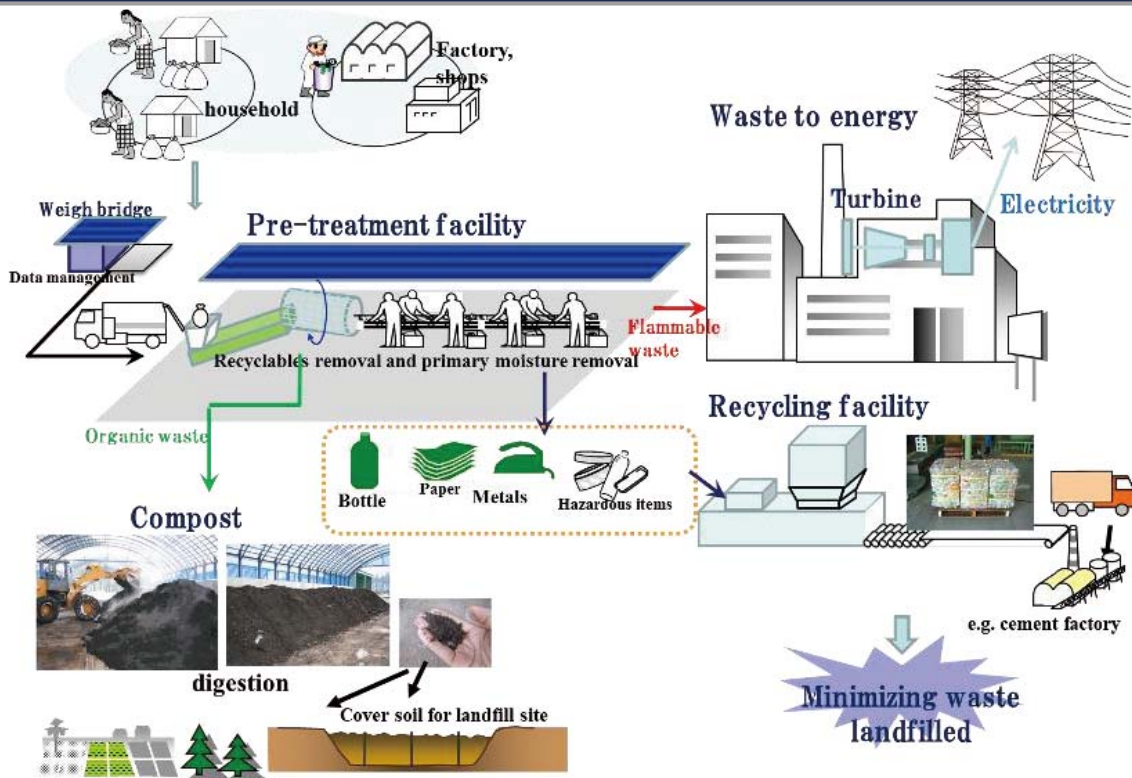 Factory,
shops
household
Waste to energy
Weigh bridge
Pre-treatment facility
Turbine
Electricity
Data management
Flammable
waste
Recyclables removal and primary moisture removal
Recycling facility
Organic waste
Bottle
Paper
Metals
Hazardous items
Compost
e.g. cement factory
digestion
Minimizing waste
landfilled
Cover soil for landfill site